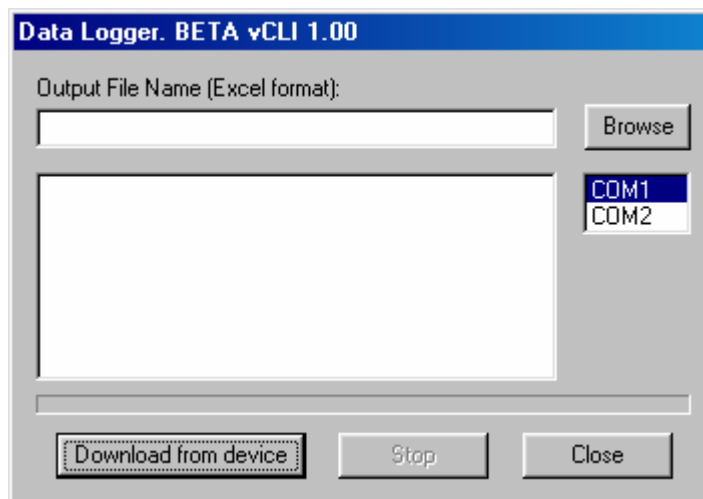 Data Logger. BETA vCLI 1.00
Output File Name (Excel format):
Browse
COM1
COM2
Download from device
Stop
Close